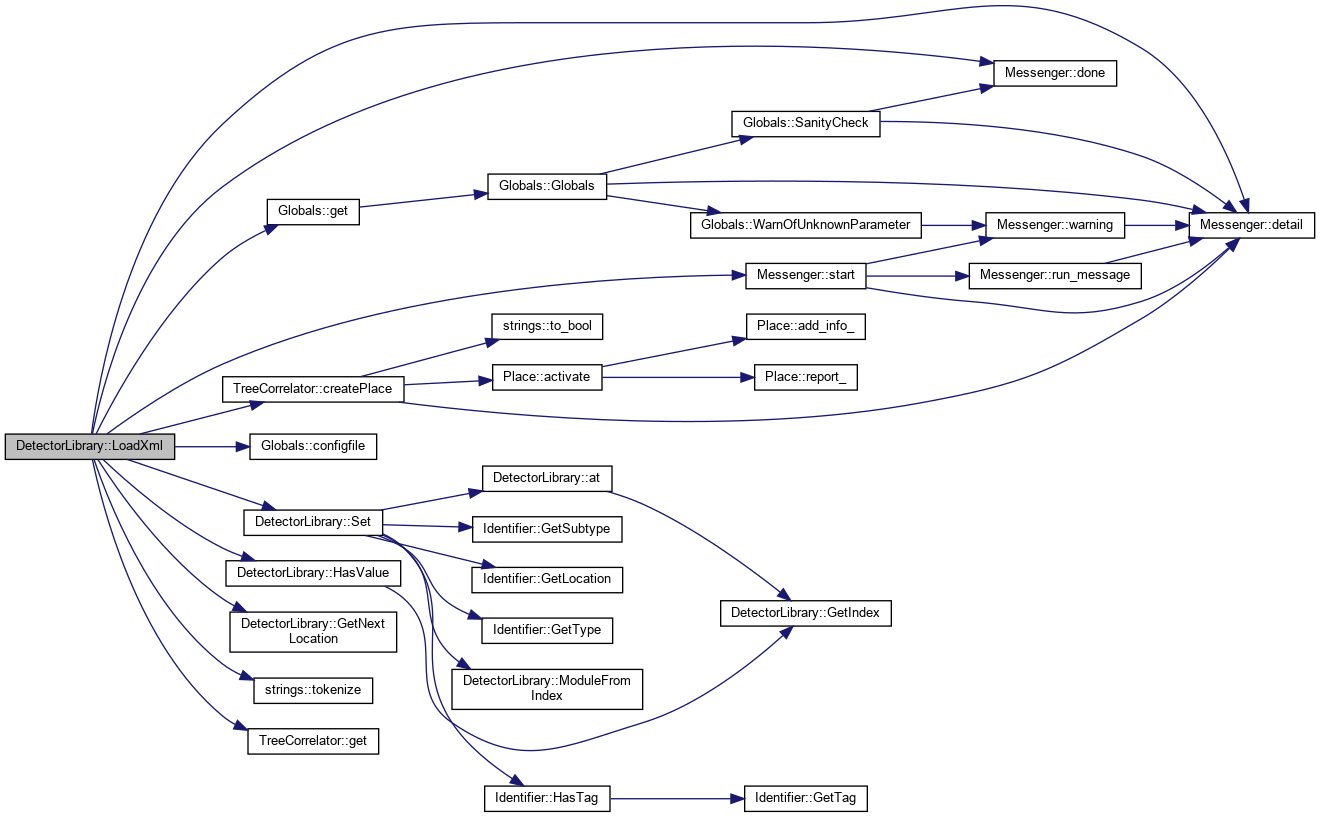 Messenger::done
Globals::SanityCheck
Globals::Globals
Globals::get
Globals::WarnOfUnknownParameter
Messenger::warning
Messenger::detail
Messenger::start
Messenger::run_message
strings::to_bool
Place::add_info_
TreeCorrelator::createPlace
Place::activate
Place::report_
DetectorLibrary::LoadXml
Globals::configfile
DetectorLibrary::at
DetectorLibrary::Set
Identifier::GetSubtype
DetectorLibrary::HasValue
Identifier::GetLocation
DetectorLibrary::GetIndex
DetectorLibrary::GetNext
Location
Identifier::GetType
strings::tokenize
DetectorLibrary::ModuleFrom
Index
TreeCorrelator::get
Identifier::HasTag
Identifier::GetTag